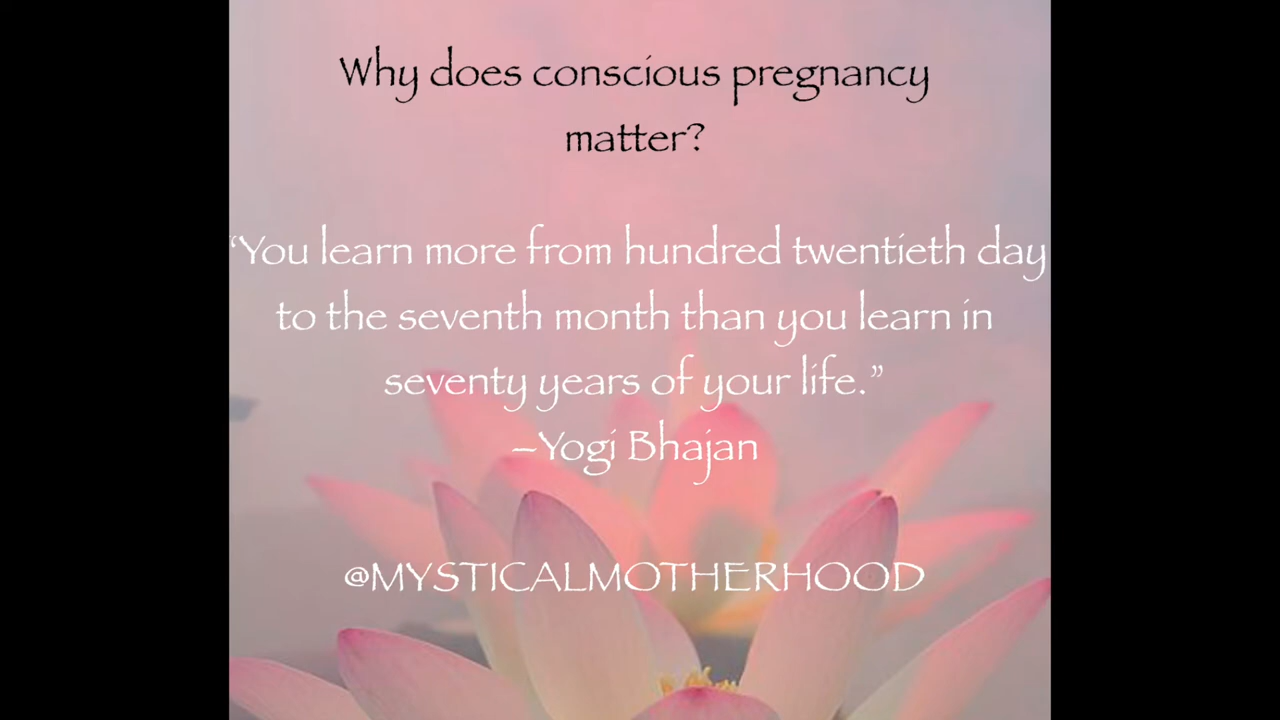 Why does conscious pregnancy
matter?
“You learn more from hundred twentieth day
to the seventh month than you learn in
seventy years of your life.”
–Yogi Bhajan
@MYSTICALMOTHERHOOD